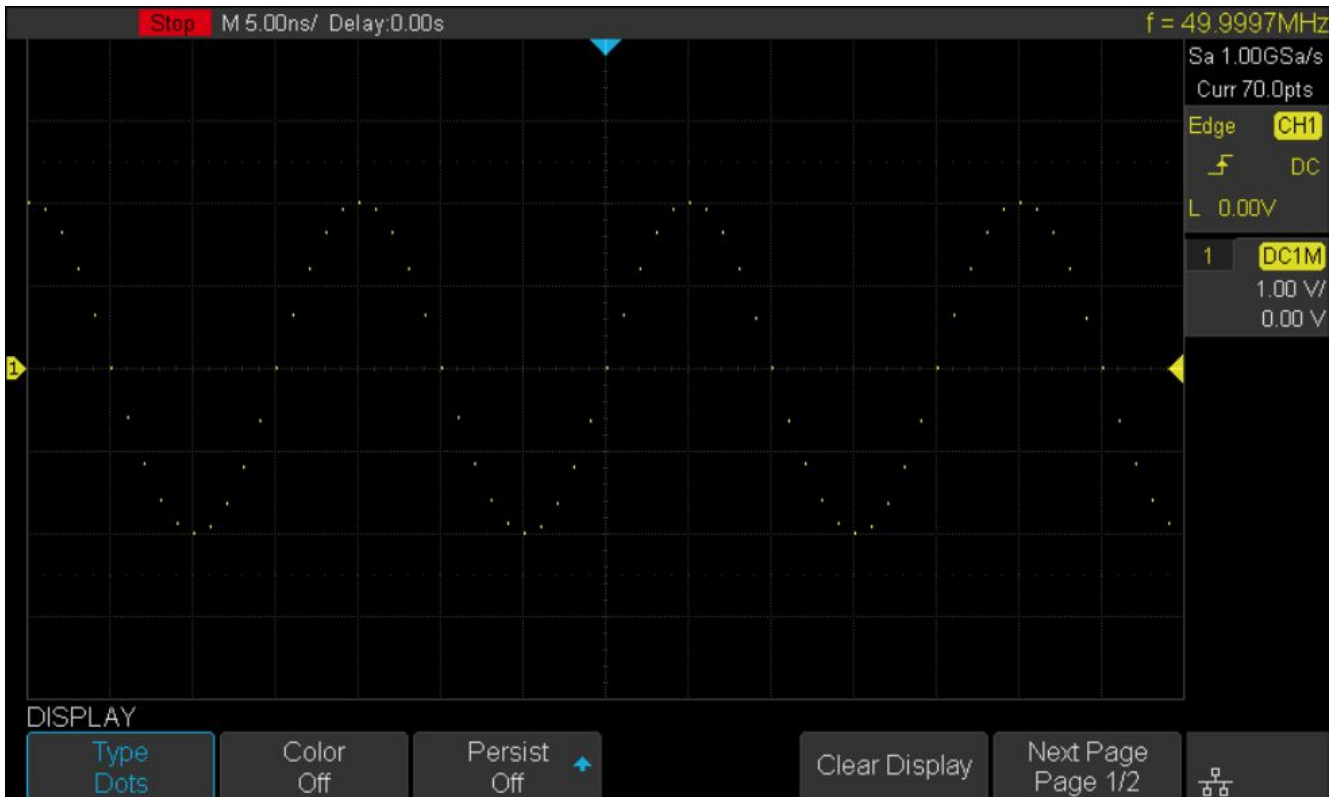 Stop M 5.00ns/ Delay:0.00s f = 49.9997MHz
Sa 1.00GSa/s
Curr 70.0pts
Edge CH1
DC
L 0.00V
1 DC1M
1.00 V/
0.00 V
1
DISPLAY
Type
Dots
Color
Off
Persist
Off
Clear Display
Next Page
Page 1/2